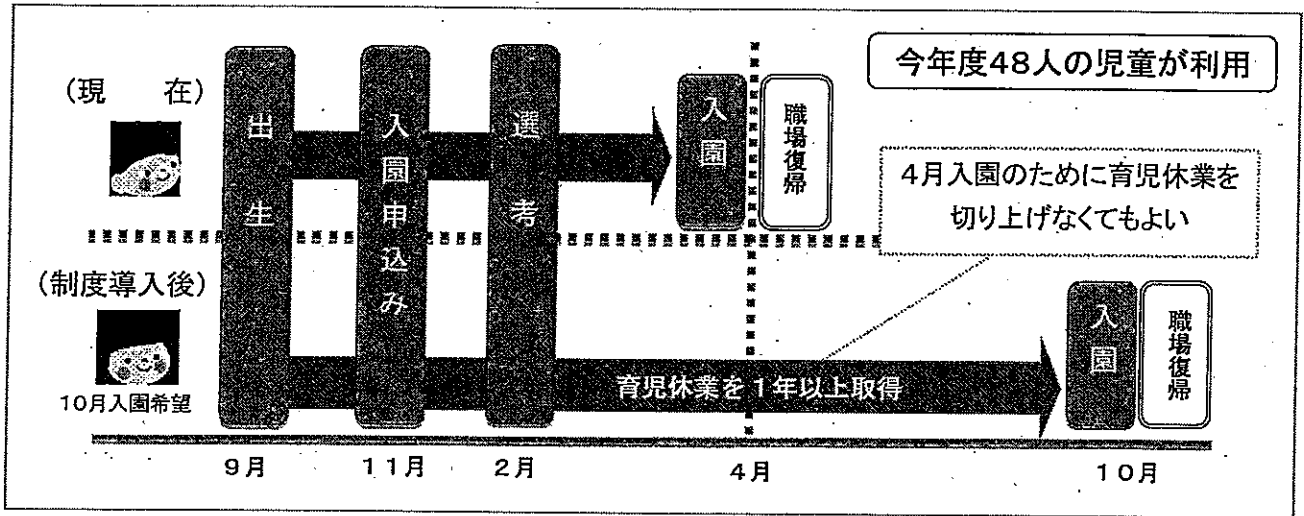 今年度48人の児童が利用
(現　在)
出生
入園申込み
選考
入園
職場復帰
4月入園のために育児休業を
切り上げなくてもよい
(制度導入後)
10月入園希望
育児休業を1年以上取得
入園
職場復帰
9月
11月
2月
4月
10月